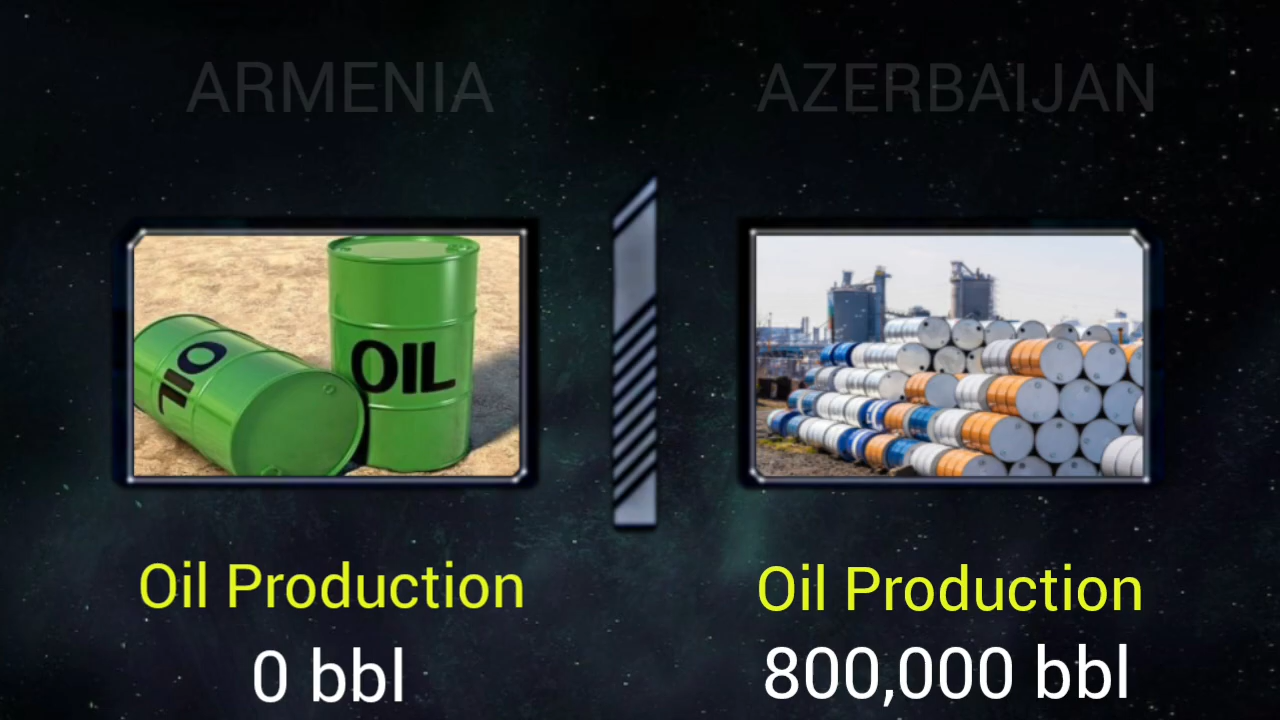 ARMENIA
AZERBAIJAN
OIL
OIL
Oil Production
0 bbl
Oil Production
800,000 bbl